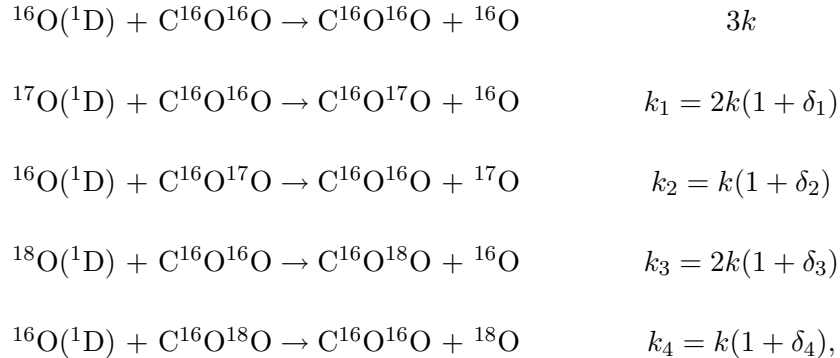 ¹⁶O(¹D) + C¹⁶O¹⁶O → C¹⁶O¹⁶O + ¹⁶O 3k
¹⁷O(¹D) + C¹⁶O¹⁶O → C¹⁶O¹⁷O + ¹⁶O k₁ = 2k(1 + δ₁)
¹⁶O(¹D) + C¹⁶O¹⁷O → C¹⁶O¹⁶O + ¹⁷O k₂ = k(1 + δ₂)
¹⁸O(¹D) + C¹⁶O¹⁶O → C¹⁶O¹⁸O + ¹⁶O k₃ = 2k(1 + δ₃)
¹⁶O(¹D) + C¹⁶O¹⁸O → C¹⁶O¹⁶O + ¹⁸O k₄ = k(1 + δ₄),